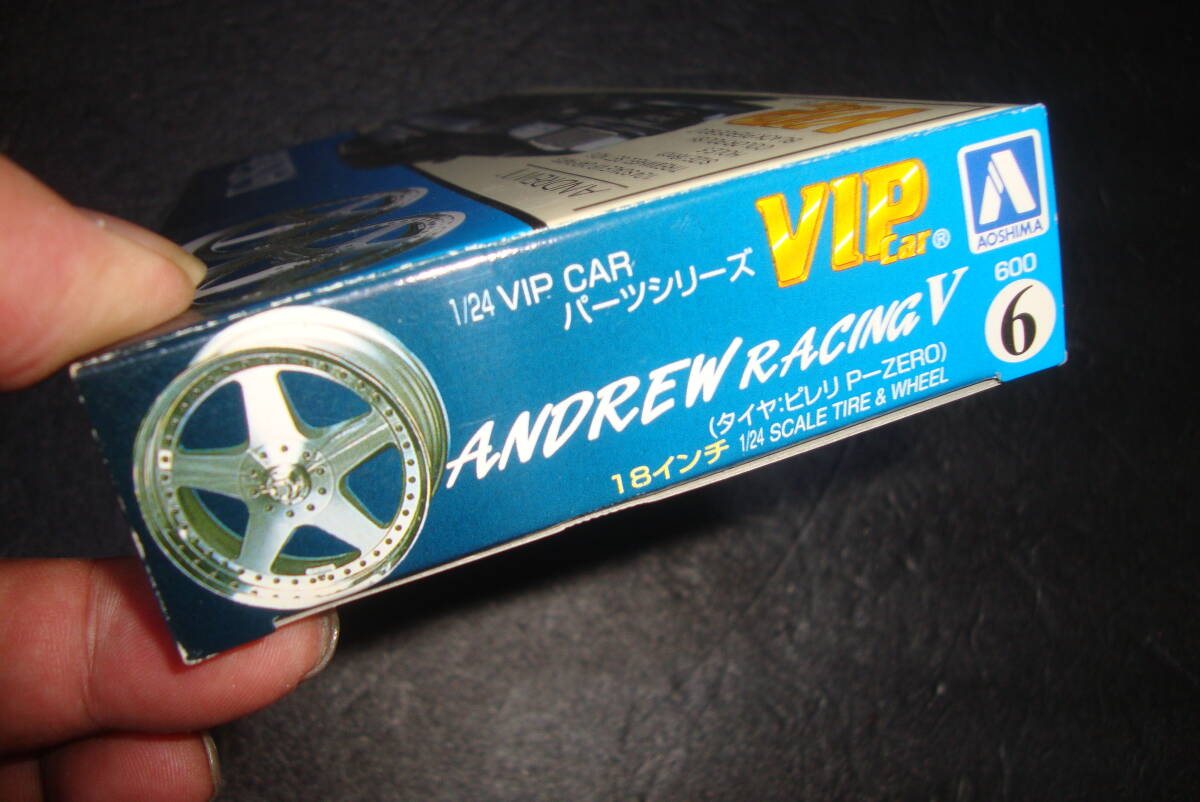 1/24 VIP CAR
パーツシリーズ
VIP
Car®
AOSHIMA
ANDREW RACING V
600
6
(タイヤ:ピレリ P-ZERO)
18インチ 1/24 SCALE TIRE & WHEEL